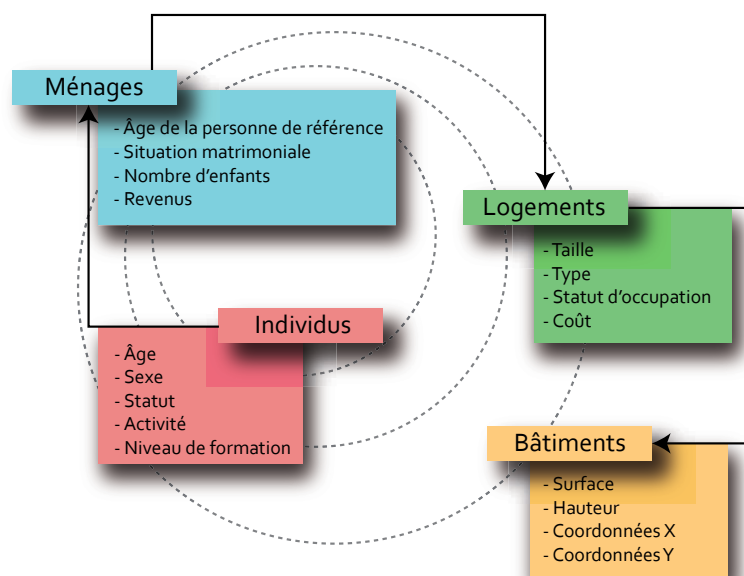 Ménages
- Âge de la personne de référence
- Situation matrimoniale
- Nombre d'enfants
- Revenus
Logements
- Taille
- Type
- Statut d'occupation
- Coût
Individus
- Âge
- Sexe
- Statut
- Activité
- Niveau de formation
Bâtiments
- Surface
- Hauteur
- Coordonnées X
- Coordonnées Y